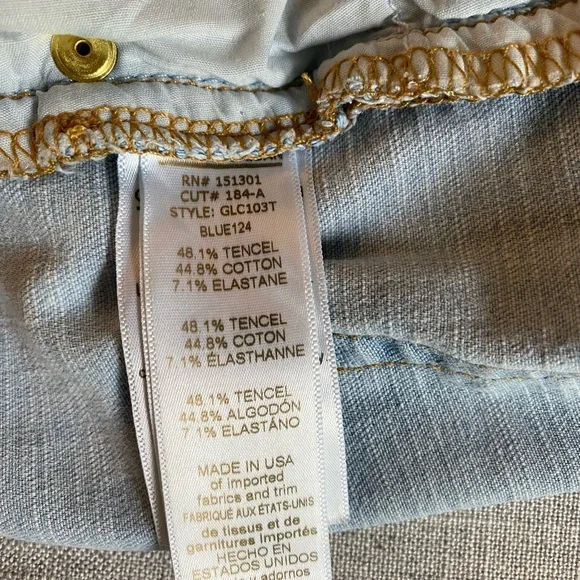 RN# 151301
CUT# 184-A
STYLE: GLC103T
BLUE124
48.1% TENCEL
44.8% COTTON
7.1% ELASTANE
48.1% TENCEL
44.8% COTON
7.1% ÉLASTHANNE
48.1% TENCEL
44.8% ALGODÓN
7.1% ELASTÁNO
MADE IN USA
of imported
fabrics and trim
FABRIQUÉ AUX ÉTATS-UNIS
de tissus et de
garnitures importés
HECHO EN
ESTADOS UNIDOS
y adornos